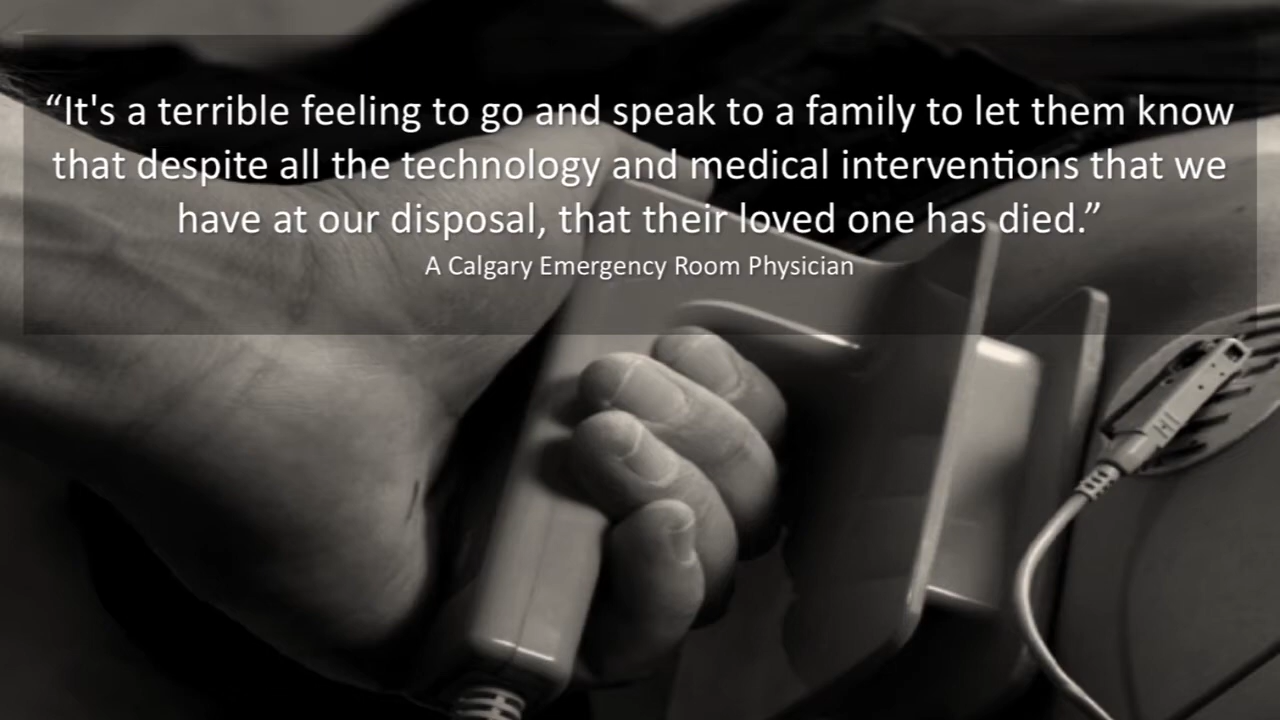 “It's a terrible feeling to go and speak to a family to let them know
that despite all the technology and medical interventions that we
have at our disposal, that their loved one has died.”
A Calgary Emergency Room Physician